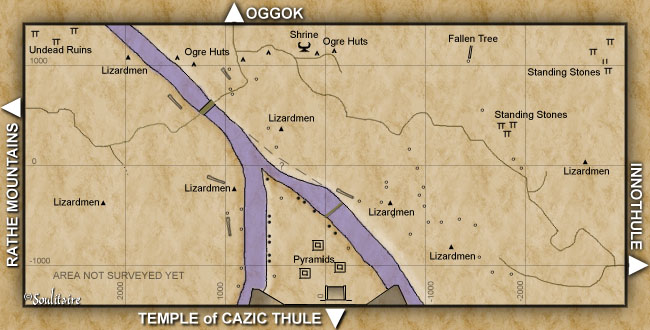 OGGOK
Undead Ruins
Lizardmen
1000
Ogre Huts
Shrine
Ogre Huts
Fallen Tree
Standing Stones
Standing Stones
Lizardmen
RATHE MOUNTAINS
0
Lizardmen
Lizardmen
?
Lizardmen
Lizardmen
INNOTHULE
Lizardmen
Pyramids
-1000
AREA NOT SURVEYED YET
2000
1000
0
-1000
-2000
©Soulitsire
TEMPLE of CAZIC THULE